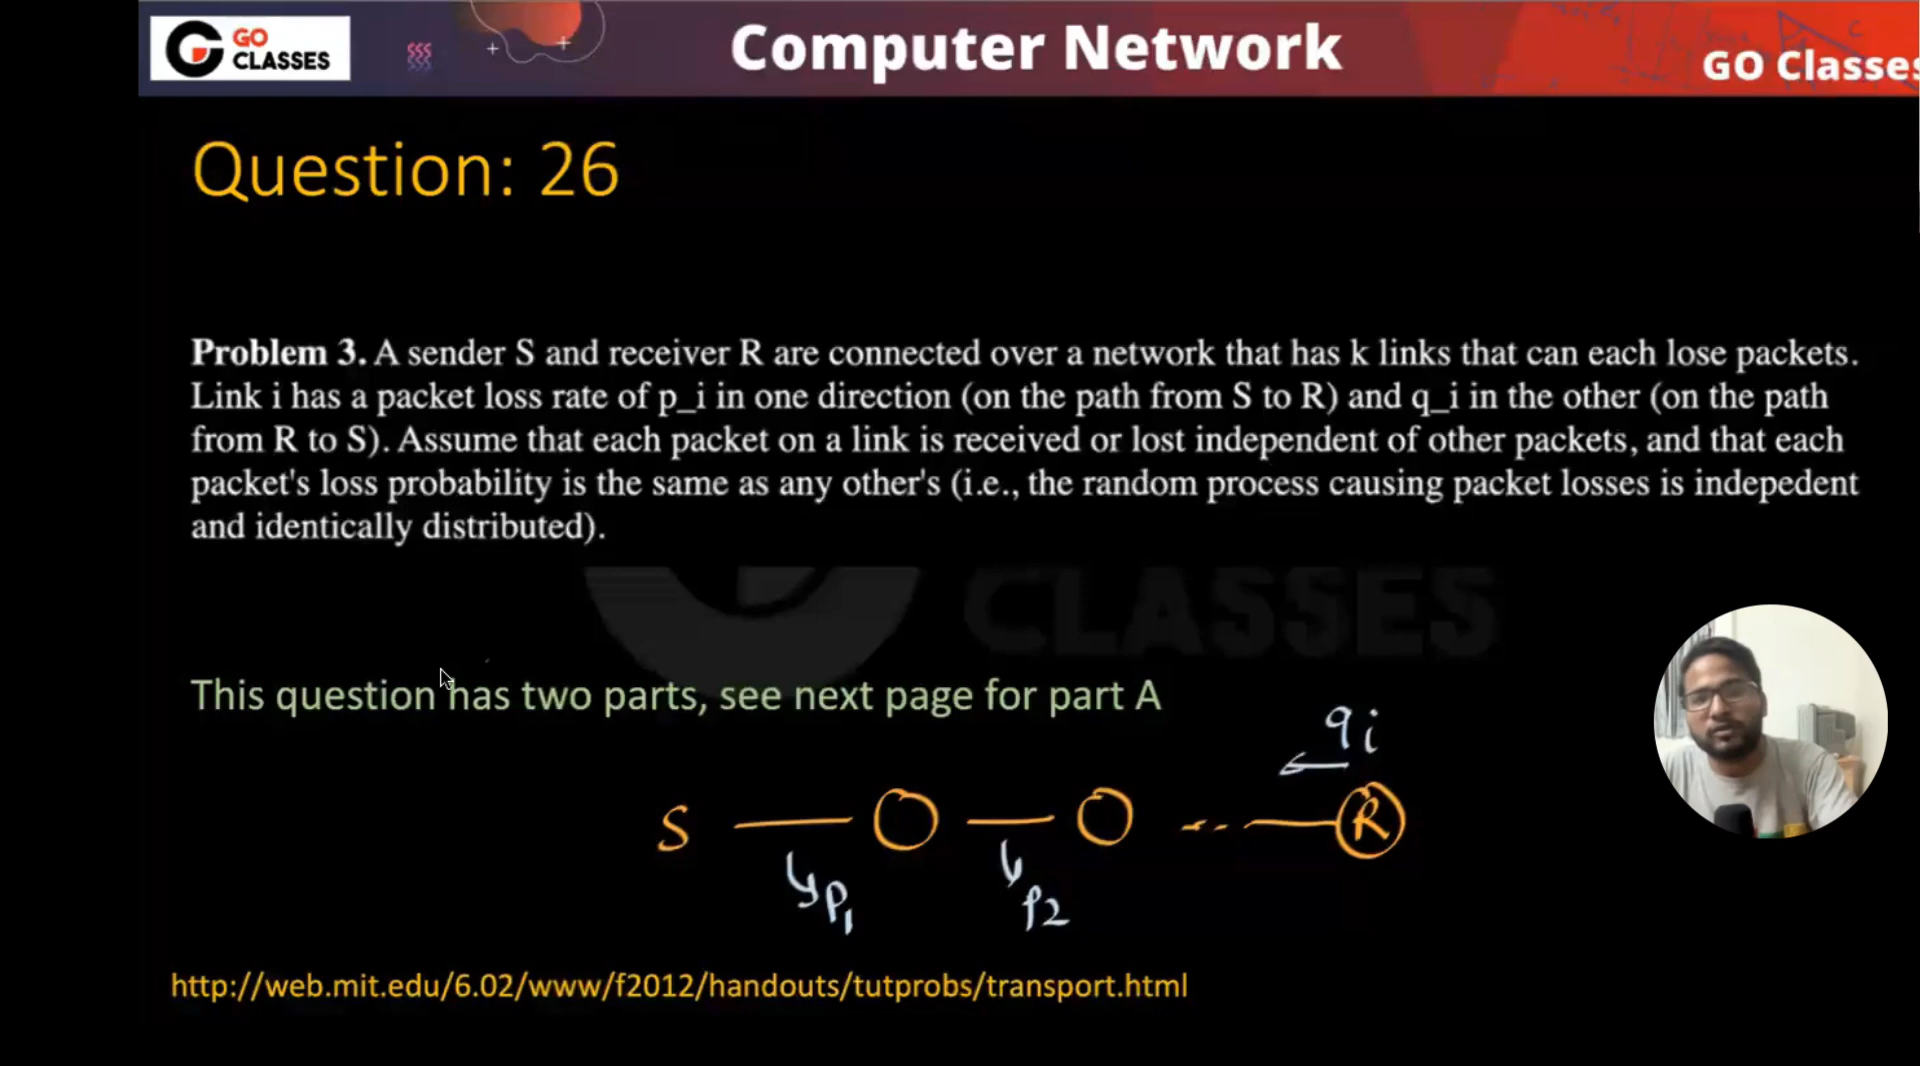 GO
CLASSES
Computer Network
GO Classes
Question: 26
Problem 3. A sender S and receiver R are connected over a network that has k links that can each lose packets.
Link i has a packet loss rate of p_i in one direction (on the path from S to R) and q_i in the other (on the path
from R to S). Assume that each packet on a link is received or lost independent of other packets, and that each
packet's loss probability is the same as any other's (i.e., the random process causing packet losses is indepedent
and identically distributed).
CLASSES
This question has two parts, see next page for part A
qi
S
R
p1
p2
http://web.mit.edu/6.02/www/f2012/handouts/tutprobs/transport.html